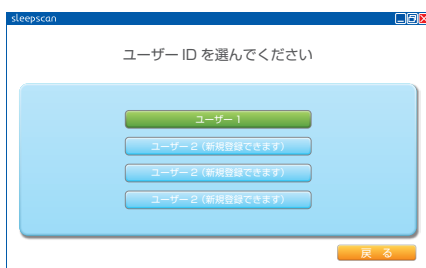 sleepscan
ユーザー ID を選んでください
ユーザー 1
ユーザー 2（新規登録できます）
ユーザー 2（新規登録できます）
ユーザー 2（新規登録できます）
戻 る